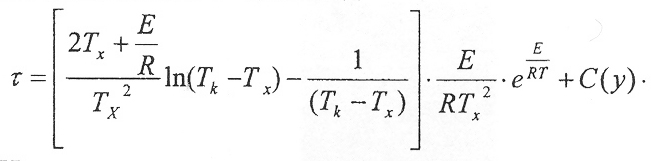 τ = [ (2T_x + E/R) / T_X^2 ln(T_k − T_x) − 1 / (T_k − T_x) ] · E / (RT_x^2) · e^(E/RT) + C(y) ·